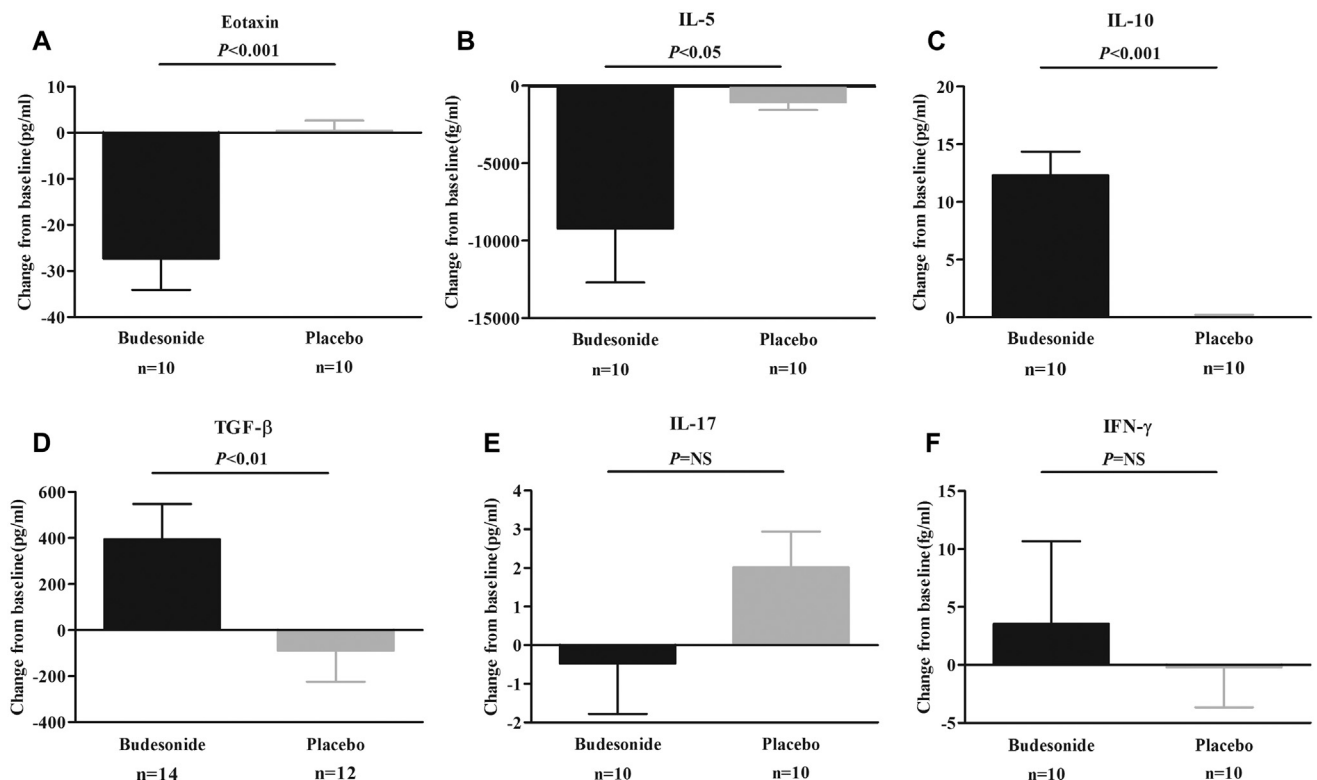 A
Eotaxin
P<0.001
Change from baseline(pg/ml)
10
0
-10
-20
-30
-40
Budesonide
Placebo
n=10
n=10
B
IL-5
P<0.05
Change from baseline(fg/ml)
0
-5000
-10000
-15000
Budesonide
Placebo
n=10
n=10
C
IL-10
P<0.001
Change from baseline(pg/ml)
20
15
10
5
0
Budesonide
Placebo
n=10
n=10
D
TGF-β
P<0.01
Change from baseline(pg/ml)
600
400
200
0
-200
-400
Budesonide
Placebo
n=14
n=12
E
IL-17
P=NS
Change from baseline(pg/ml)
4
3
2
1
0
-1
-2
Budesonide
Placebo
n=10
n=10
F
IFN-γ
P=NS
Change from baseline(fg/ml)
15
10
5
0
-5
Budesonide
Placebo
n=10
n=10